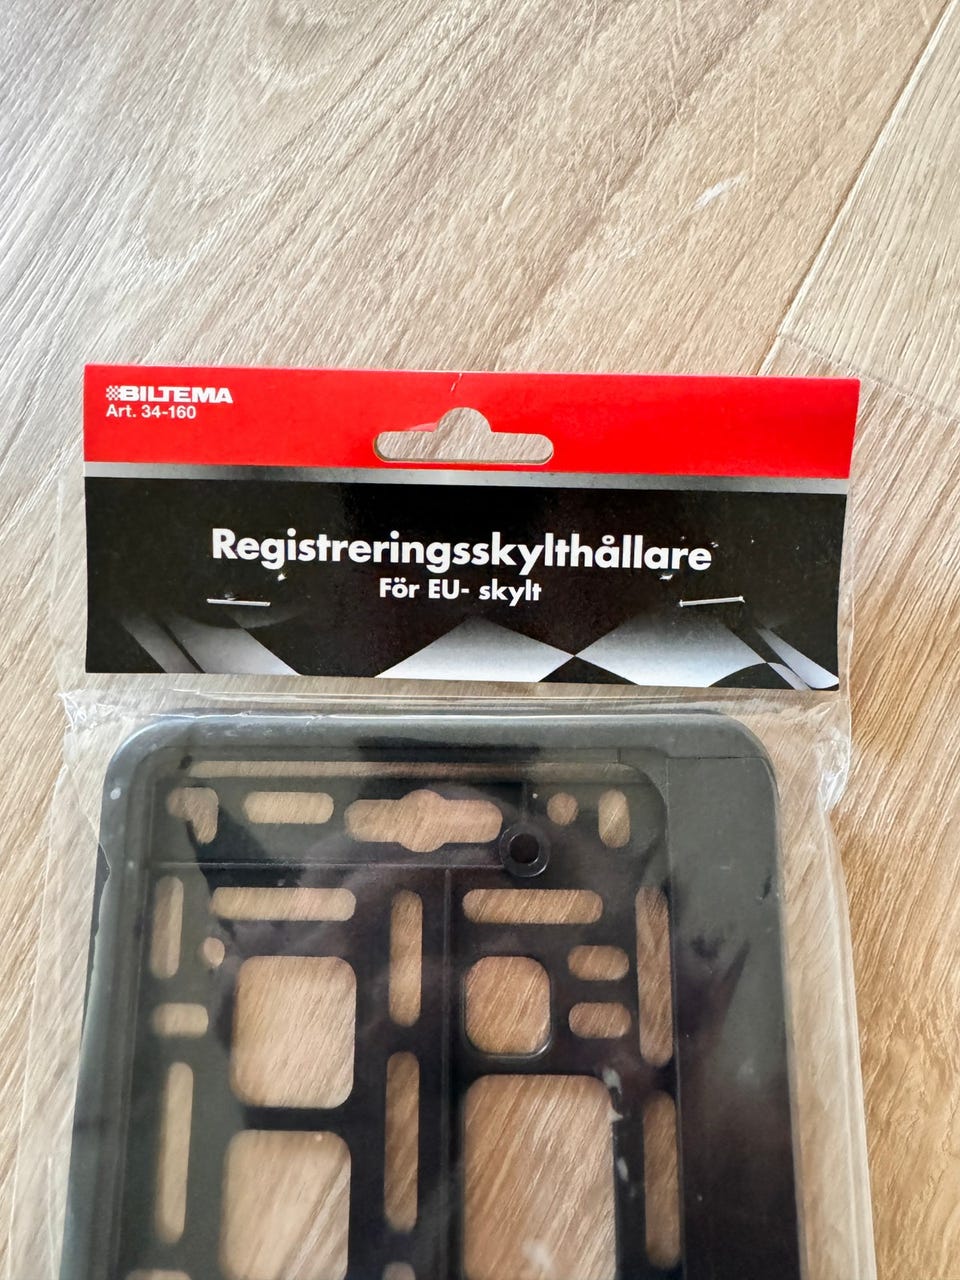 BILTEMA
Art. 34-160
Registreringsskylthållare
För EU- skylt